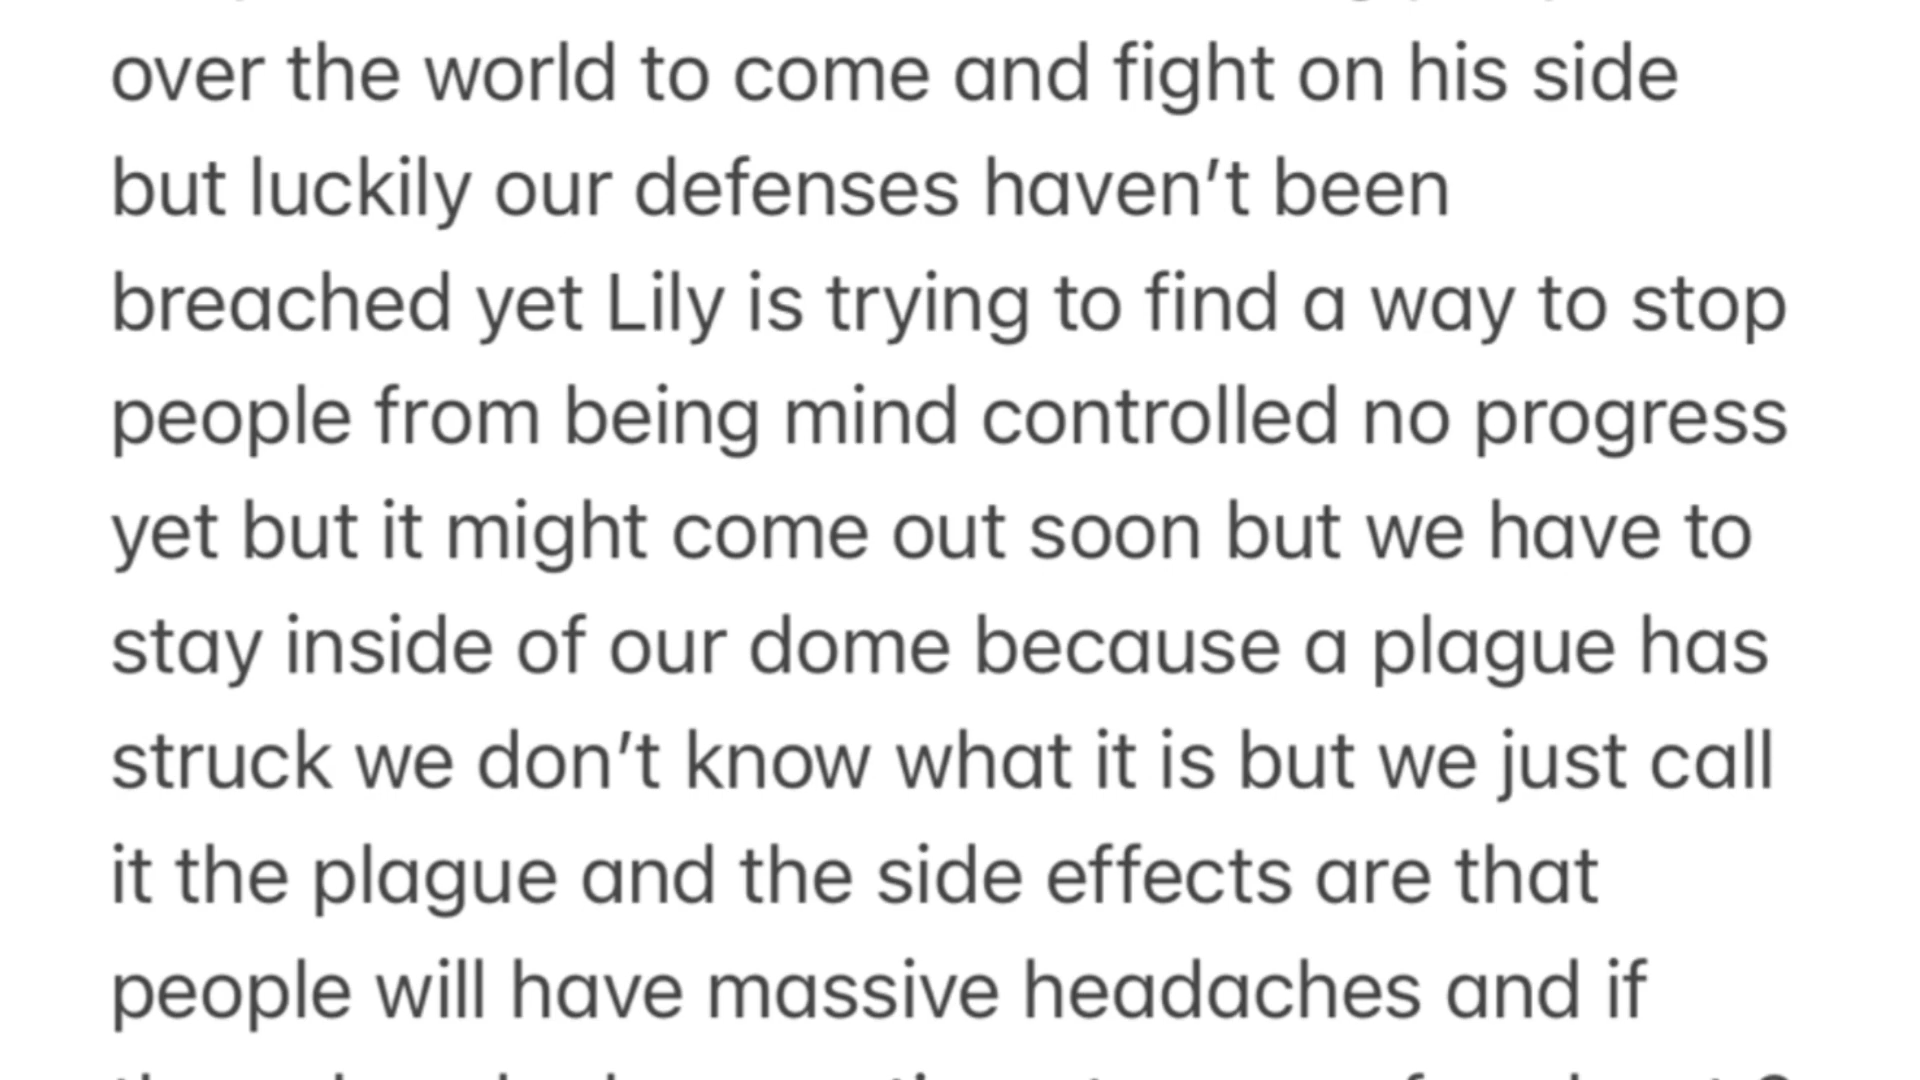 over the world to come and fight on his side
but luckily our defenses haven't been
breached yet Lily is trying to find a way to stop
people from being mind controlled no progress
yet but it might come out soon but we have to
stay inside of our dome because a plague has
struck we don't know what it is but we just call
it the plague and the side effects are that
people will have massive headaches and if